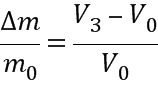 Δm/m₀ = (V₃ − V₀)/V₀